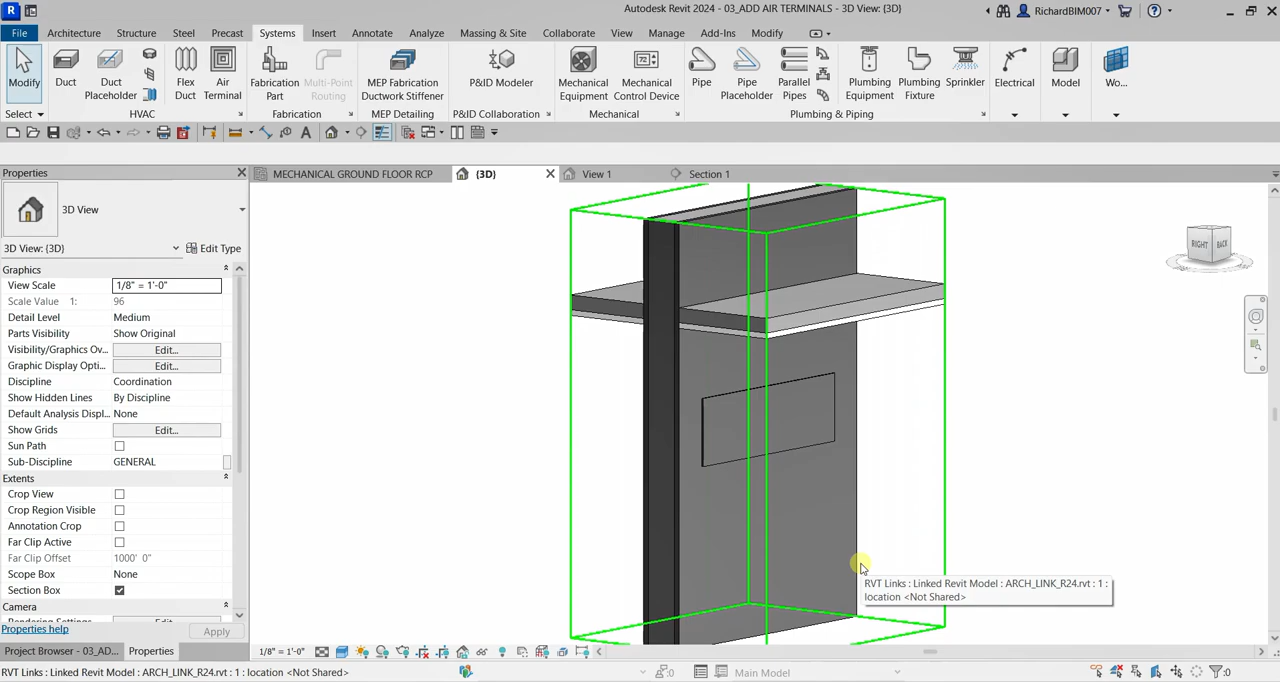 Autodesk Revit 2024 - 03_ADD AIR TERMINALS - 3D View: {3D}
RichardBIM007
File
Architecture
Structure
Steel
Precast
Systems
Insert
Annotate
Analyze
Massing & Site
Collaborate
View
Manage
Add-Ins
Modify
Modify
Duct
Duct Placeholder
Flex Duct
Air Terminal
Fabrication Part
Multi-Point Routing
MEP Fabrication Ductwork Stiffener
P&ID Modeler
Mechanical Equipment
Mechanical Control Device
Pipe
Pipe Placeholder
Parallel Pipes
Plumbing Equipment
Plumbing Fixture
Sprinkler
Electrical
Model
Wo...
Select
HVAC
Fabrication
MEP Detailing
P&ID Collaboration
Mechanical
Plumbing & Piping
Properties
MECHANICAL GROUND FLOOR RCP
{3D}
View 1
Section 1
3D View
3D View: {3D}
Edit Type
Graphics
View Scale 1/8" = 1'-0"
Scale Value 1: 96
Detail Level Medium
Parts Visibility Show Original
Visibility/Graphics Ov... Edit...
Graphic Display Opti... Edit...
Discipline Coordination
Show Hidden Lines By Discipline
Default Analysis Displ... None
Show Grids Edit...
Sun Path
Sub-Discipline GENERAL
Extents
Crop View
Crop Region Visible
Annotation Crop
Far Clip Active
Far Clip Offset 1000' 0"
Scope Box None
Section Box
Camera
Properties help
Apply
RIGHT
BACK
RVT Links : Linked Revit Model : ARCH_LINK_R24.rvt : 1 :
location <Not Shared>
Project Browser - 03_AD...
Properties
1/8" = 1'-0"
RVT Links : Linked Revit Model : ARCH_LINK_R24.rvt : 1 : location <Not Shared>
:0
Main Model
:0